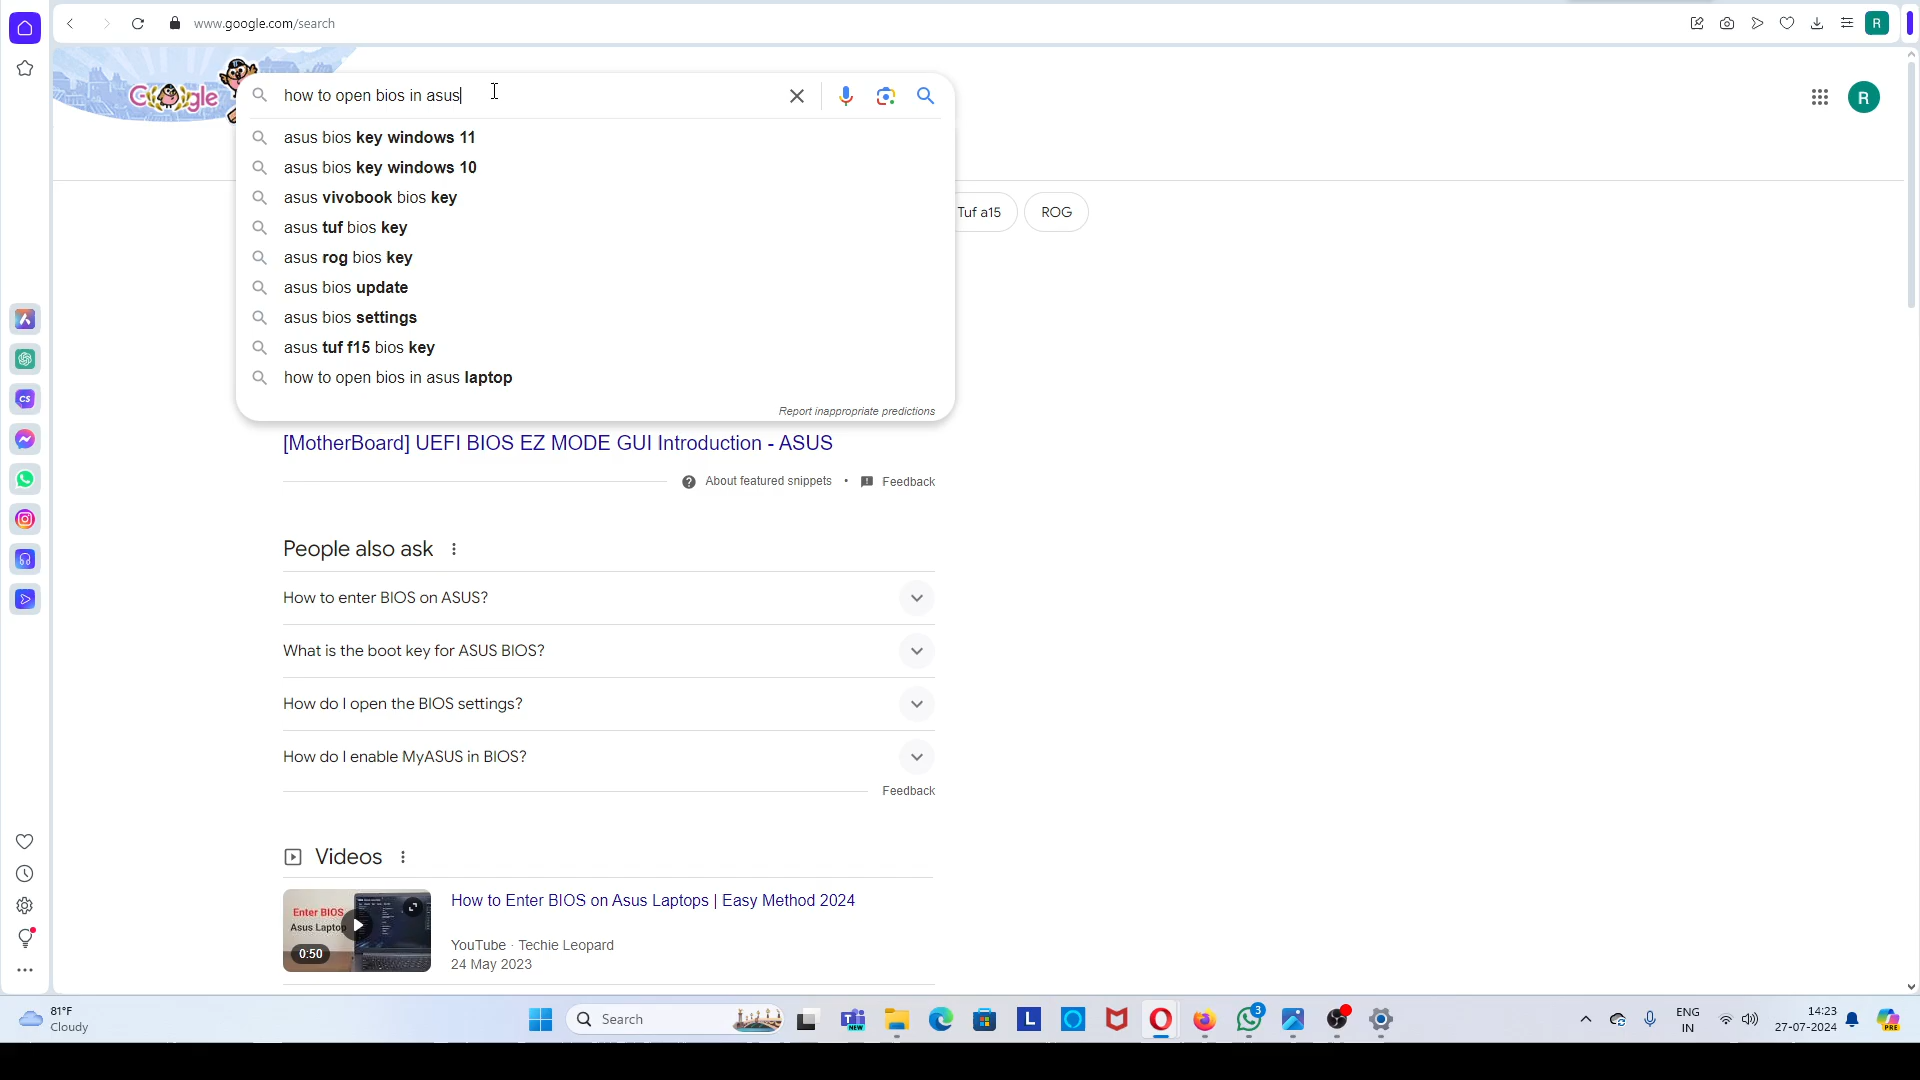 www.google.com/search
R
Google
how to open bios in asus
R
asus bios key windows 11
asus bios key windows 10
asus vivobook bios key
asus tuf bios key
asus rog bios key
asus bios update
asus bios settings
asus tuf f15 bios key
how to open bios in asus laptop
Report inappropriate predictions
Tuf a15
ROG
[MotherBoard] UEFI BIOS EZ MODE GUI Introduction - ASUS
About featured snippets • Feedback
People also ask
How to enter BIOS on ASUS?
What is the boot key for ASUS BIOS?
How do I open the BIOS settings?
How do I enable MyASUS in BIOS?
Feedback
Videos
Enter BIOS
Asus Laptop
0:50
How to Enter BIOS on Asus Laptops | Easy Method 2024
YouTube · Techie Leopard
24 May 2023
CS
81°F
Cloudy
Search
T
NEW
L
3
ENG
IN
14:23
27-07-2024
PRE